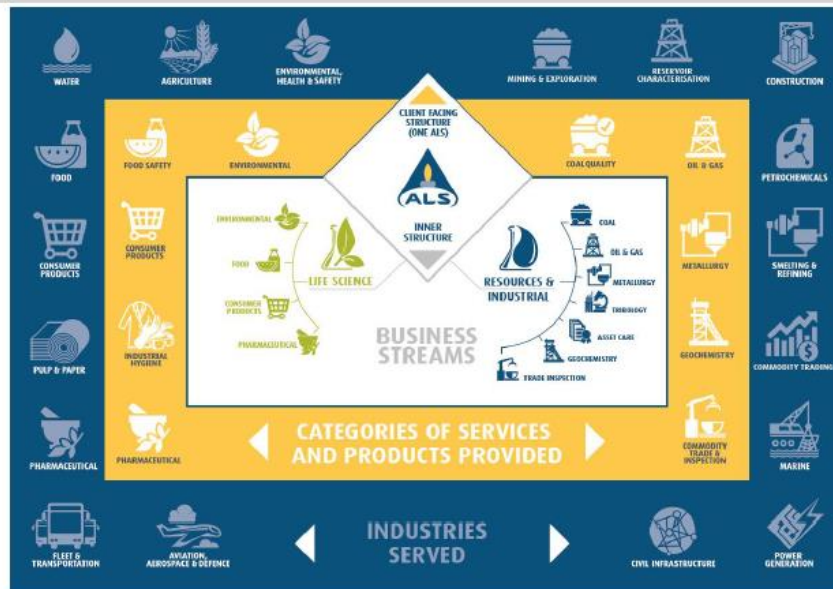 WATER
AGRICULTURE
ENVIRONMENTAL,
HEALTH & SAFETY
MINING & EXPLORATION
RESERVOIR
CHARACTERISATION
CONSTRUCTION
FOOD
CONSUMER
PRODUCTS
PULP & PAPER
PHARMACEUTICAL
FLEET &
TRANSPORTATION
AVIATION,
AEROSPACE & DEFENCE
INDUSTRIES
SERVED
CIVIL INFRASTRUCTURE
POWER
GENERATION
PETROCHEMICALS
SMELTING &
REFINING
COMMODITY TRADING
MARINE
FOOD SAFETY
ENVIRONMENTAL
COAL QUALITY
OIL & GAS
CONSUMER
PRODUCTS
INDUSTRIAL
HYGIENE
PHARMACEUTICAL
METALLURGY
GEOCHEMISTRY
COMMODITY
TRADE &
INSPECTION
CATEGORIES OF SERVICES
AND PRODUCTS PROVIDED
CLIENT FACING
STRUCTURE
(ONE ALS)
ALS
INNER
STRUCTURE
ENVIRONMENTAL
FOOD
CONSUMER
PRODUCTS
PHARMACEUTICAL
LIFE SCIENCE
RESOURCES &
INDUSTRIAL
COAL
OIL & GAS
METALLURGY
TRIBOLOGY
ASSET CARE
GEOCHEMISTRY
TRADE INSPECTION
BUSINESS
STREAMS